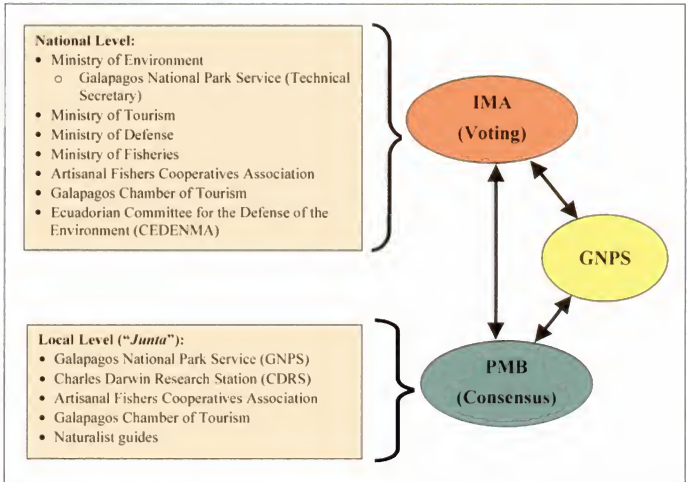 National Level:
• Ministry of Environment
o Galapagos National Park Service (Technical
Secretary)
• Ministry of Tourism
• Ministry of Defense
• Ministry of Fisheries
• Artisanal Fishers Cooperatives Association
• Galapagos Chamber of Tourism
• Ecuadorian Committee for the Defense of the
Environment (CEDENMA)
IMA
(Voting)
GNPS
Local Level ("Junta"):
• Galapagos National Park Service (GNPS)
• Charles Darwin Research Station (CDRS)
• Artisanal Fishers Cooperatives Association
• Galapagos Chamber of Tourism
• Naturalist guides
PMB
(Consensus)